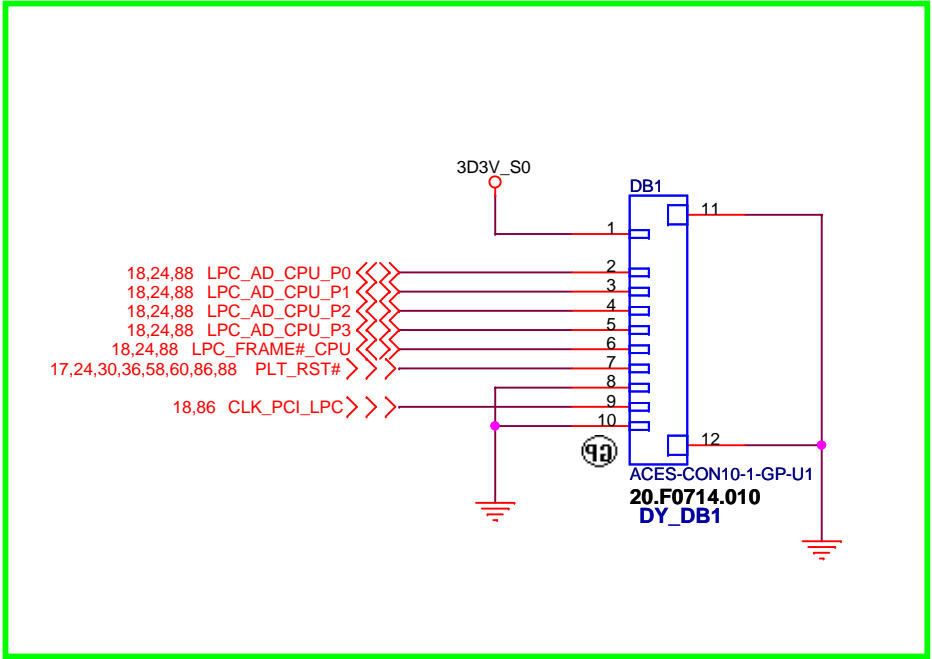 3D3V_S0
DB1
1
11
18,24,88 LPC_AD_CPU_P0 2
18,24,88 LPC_AD_CPU_P1 3
18,24,88 LPC_AD_CPU_P2 4
18,24,88 LPC_AD_CPU_P3 5
18,24,88 LPC_FRAME#_CPU 6
17,24,30,36,58,60,86,88 PLT_RST# 7
8
18,86 CLK_PCI_LPC 9
10
12
GP
ACES-CON10-1-GP-U1
20.F0714.010
DY_DB1